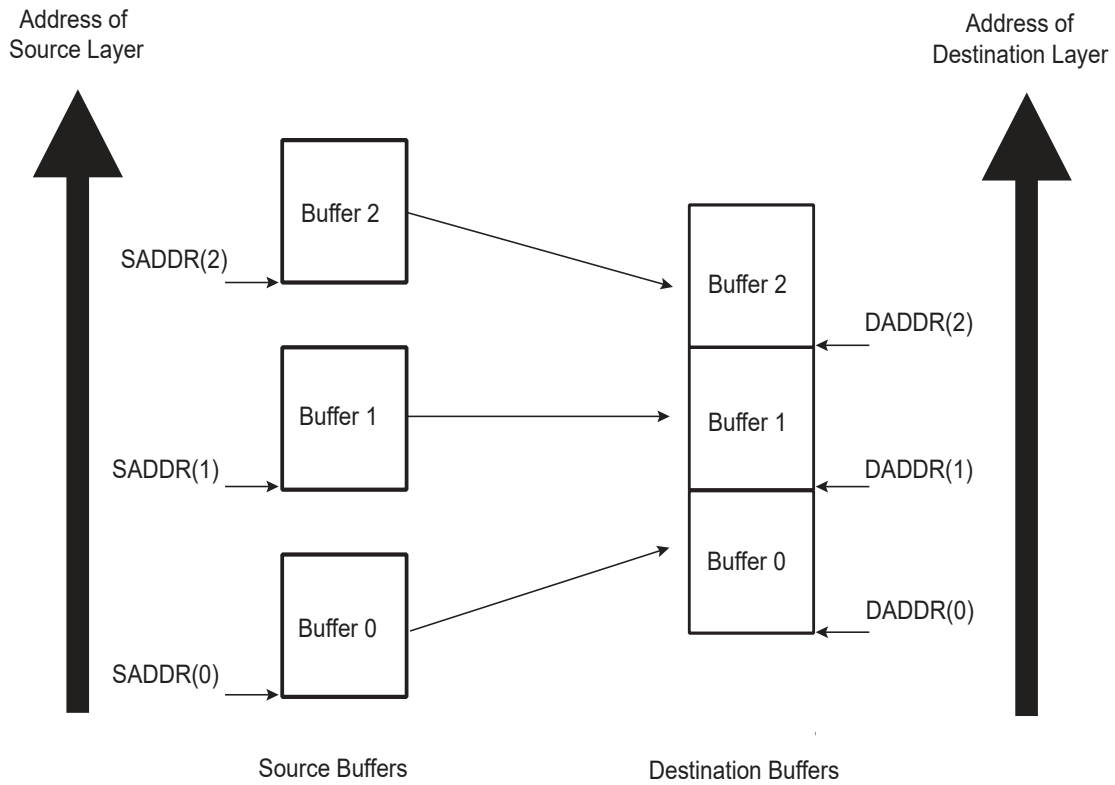 Address of
Source Layer
Address of
Destination Layer
Buffer 2
SADDR(2)
Buffer 2
DADDR(2)
Buffer 1
Buffer 1
SADDR(1)
DADDR(1)
Buffer 0
Buffer 0
DADDR(0)
SADDR(0)
Source Buffers
Destination Buffers